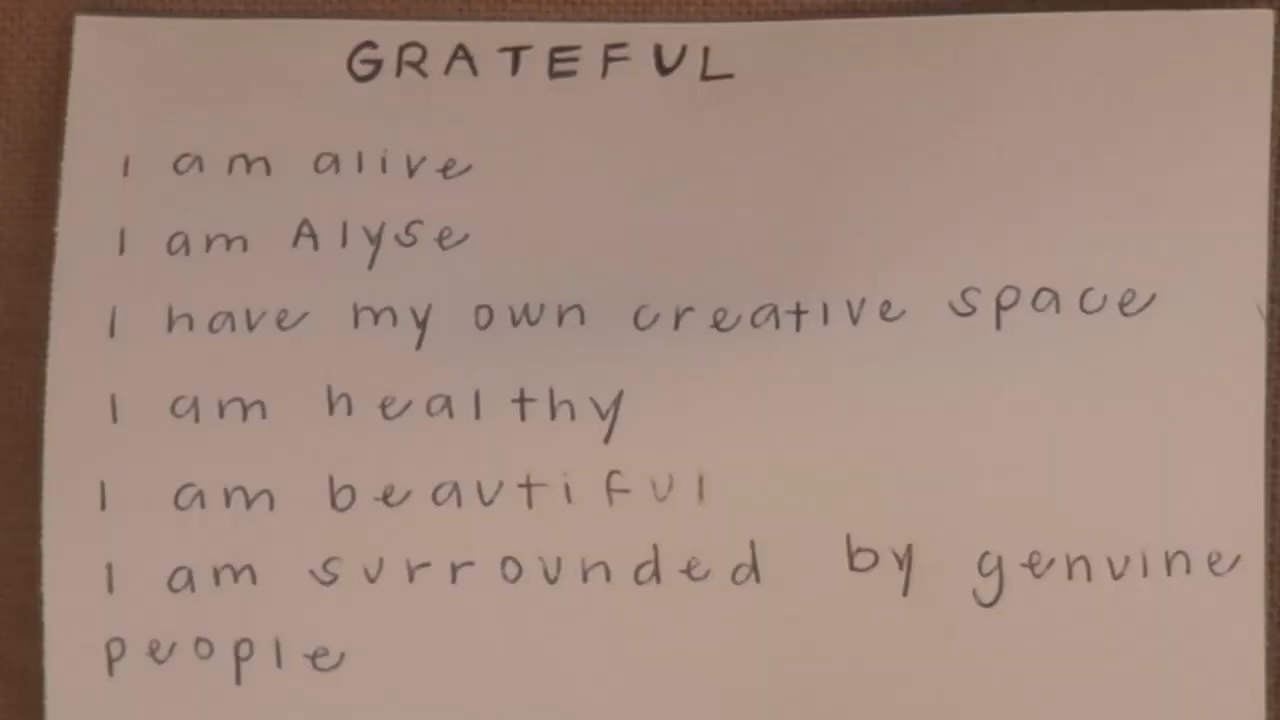 GRATEFUL
I am alive
I am Alyse
I have my own creative space
I am healthy
I am beautiful
I am surrounded by genuine
people